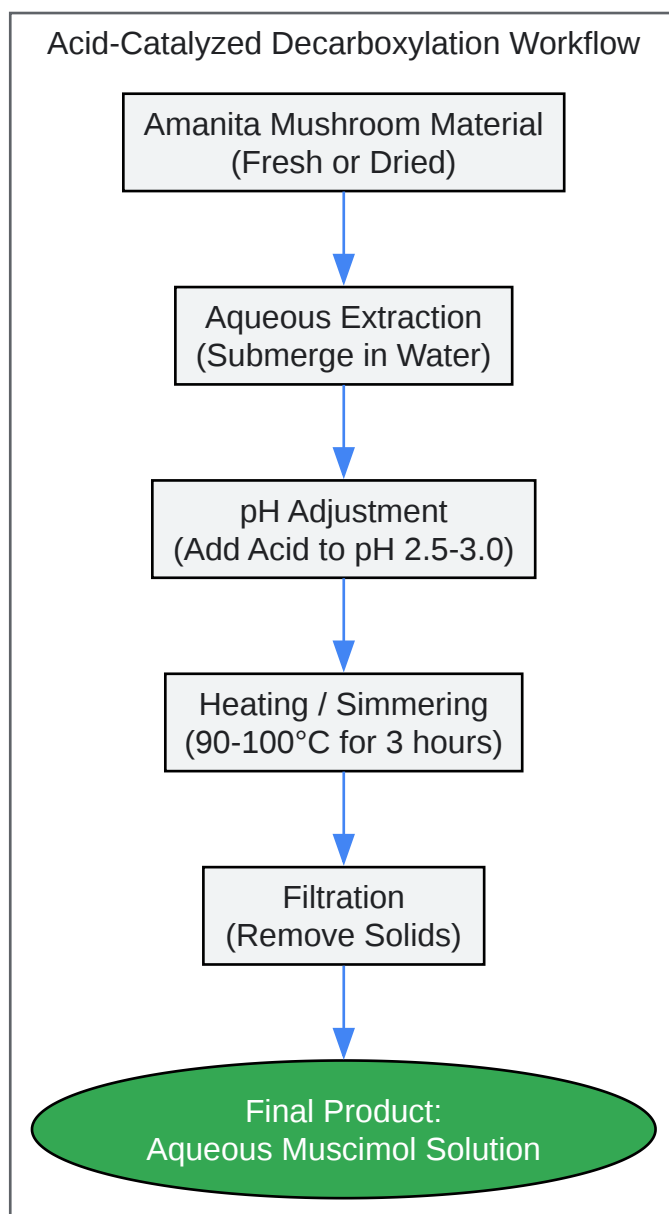 Acid-Catalyzed Decarboxylation Workflow
Amanita Mushroom Material
(Fresh or Dried)
Aqueous Extraction
(Submerge in Water)
pH Adjustment
(Add Acid to pH 2.5-3.0)
Heating / Simmering
(90-100°C for 3 hours)
Filtration
(Remove Solids)
Final Product:
Aqueous Muscimol Solution